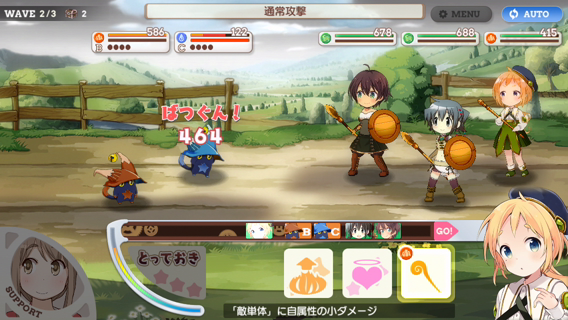 WAVE 2/3 2
通常攻撃
MENU
AUTO
586
B
122
C
678
688
415
ばつぐん!
464
B C GO!
とっておき
SUPPORT
「敵単体」に自属性の小ダメージ